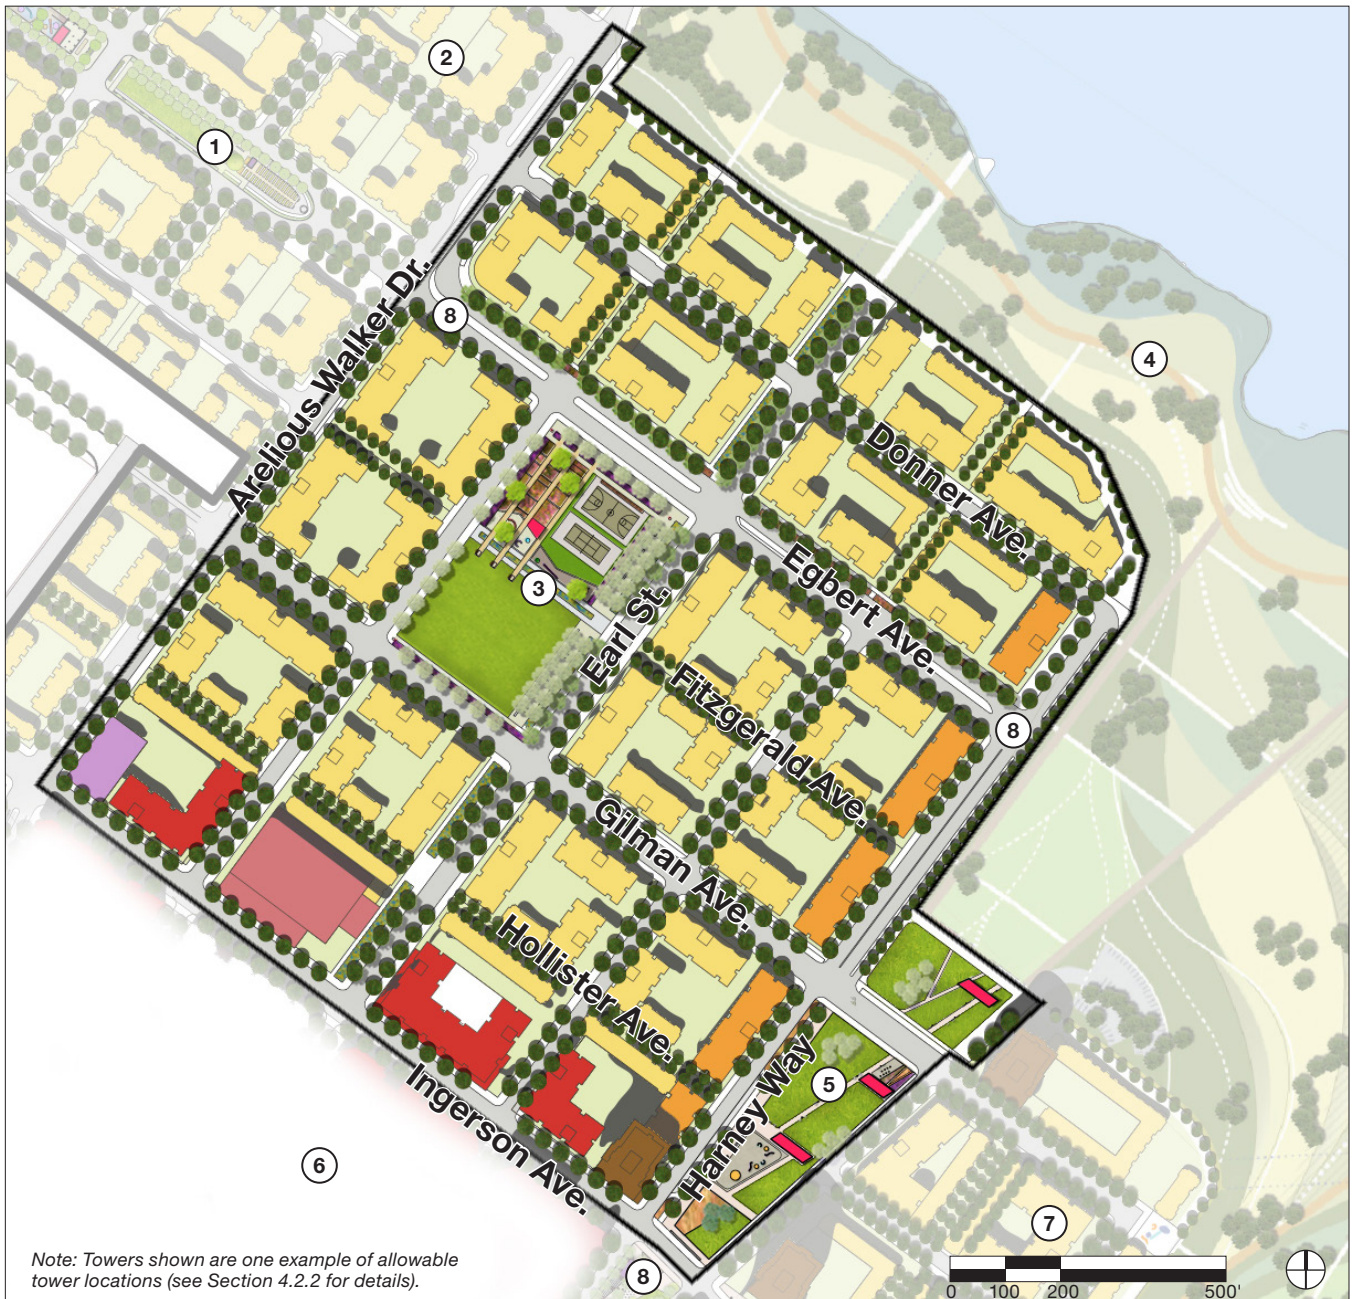 2
1
Arelious Walker Dr.
8
4
Donner Ave.
Egbert Ave.
3
Earl St.
Fitzgerald Ave.
8
Gilman Ave.
Hollister Ave.
Harney Way
5
Ingerson Ave.
6
7
Note: Towers shown are one example of allowable
tower locations (see Section 4.2.2 for details).
8
0 100 200 500'